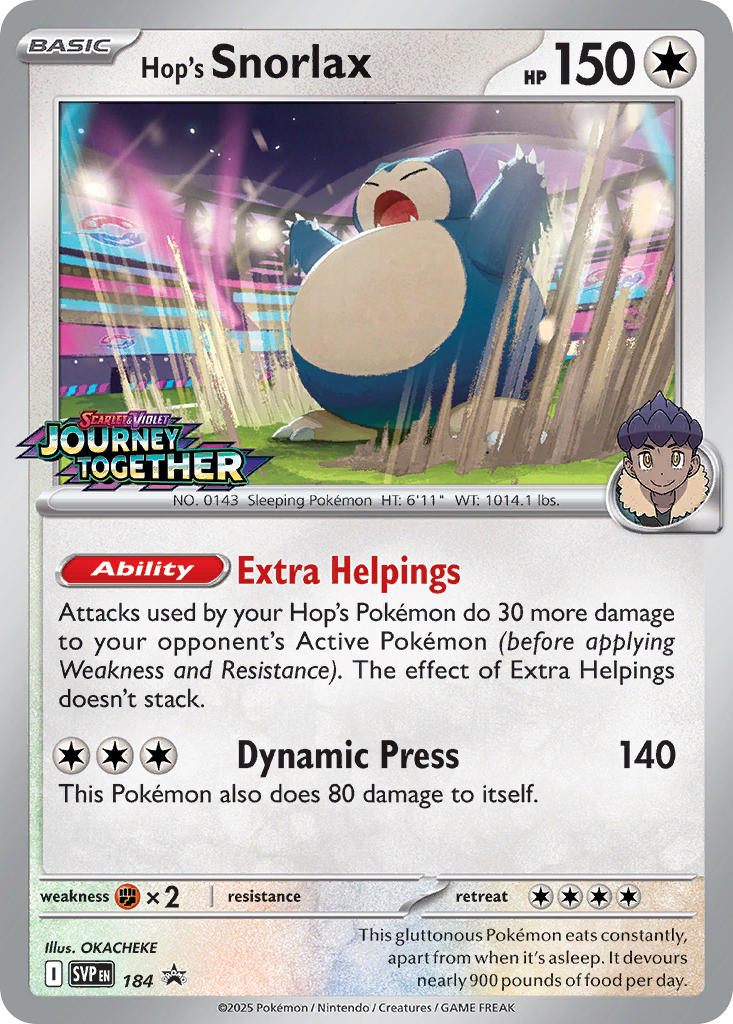 BASIC
Hop's Snorlax
HP 150
SCARLET & VIOLET
JOURNEY
TOGETHER
NO. 0143 Sleeping Pokémon HT: 6'11" WT: 1014.1 lbs.
Ability Extra Helpings
Attacks used by your Hop's Pokémon do 30 more damage
to your opponent's Active Pokémon (before applying
Weakness and Resistance). The effect of Extra Helpings
doesn't stack.
Dynamic Press 140
This Pokémon also does 80 damage to itself.
weakness ×2 resistance retreat
Illus. OKACHEKE
I SVP EN 184
This gluttonous Pokémon eats constantly,
apart from when it's asleep. It devours
nearly 900 pounds of food per day.
©2025 Pokémon / Nintendo / Creatures / GAME FREAK